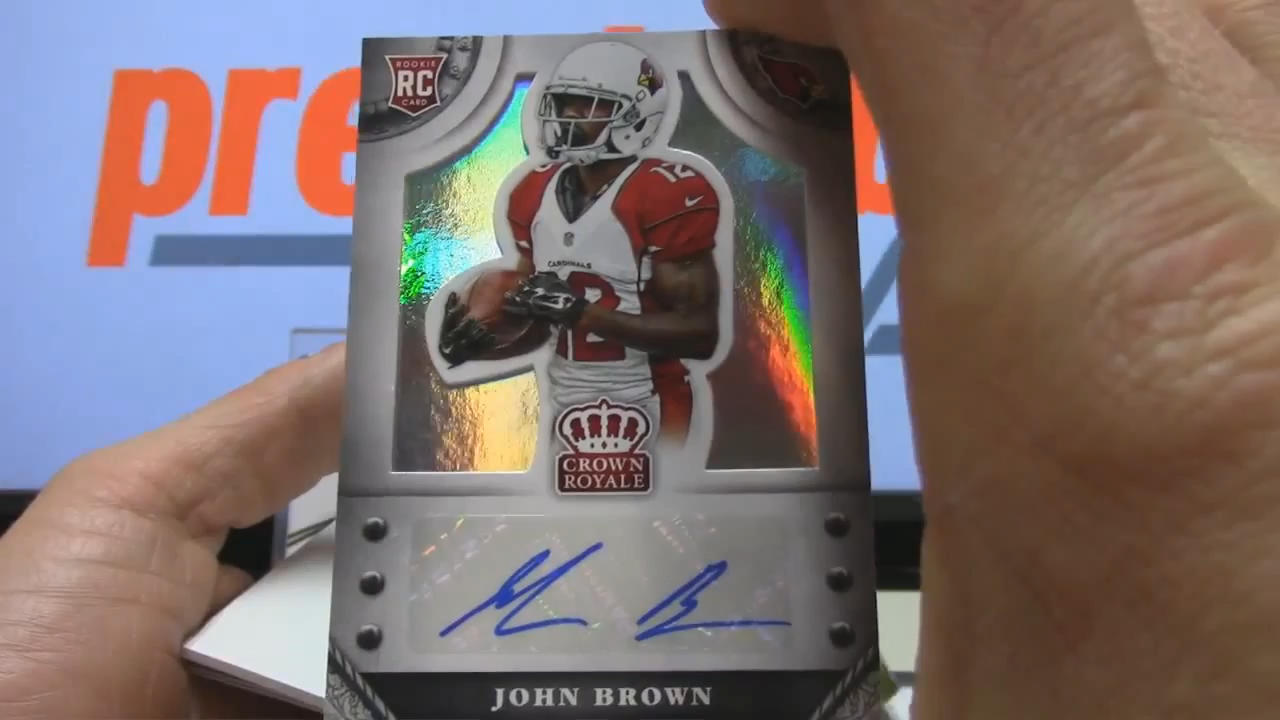 pre
ROOKIE
RC
CARD
12
CARDINALS
12
CROWN
ROYALE
JOHN BROWN